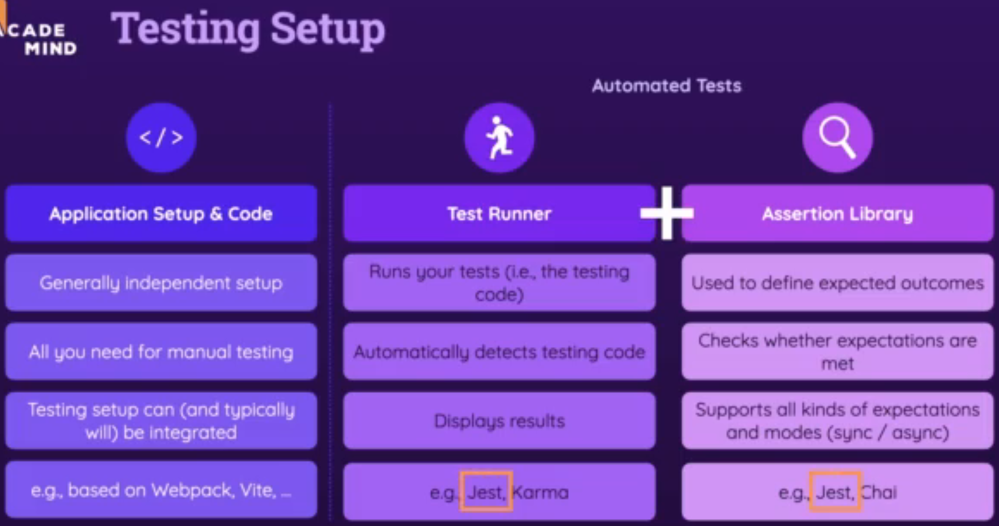 ACADE
MIND
Testing Setup
Automated Tests
</>
Application Setup & Code
Generally independent setup
All you need for manual testing
Testing setup can (and typically
will) be integrated
e.g., based on Webpack, Vite, ...
Test Runner
Runs your tests (i.e., the testing
code)
Automatically detects testing code
Displays results
e.g., Jest, Karma
Assertion Library
Used to define expected outcomes
Checks whether expectations are
met
Supports all kinds of expectations
and modes (sync / async)
e.g., Jest, Chai